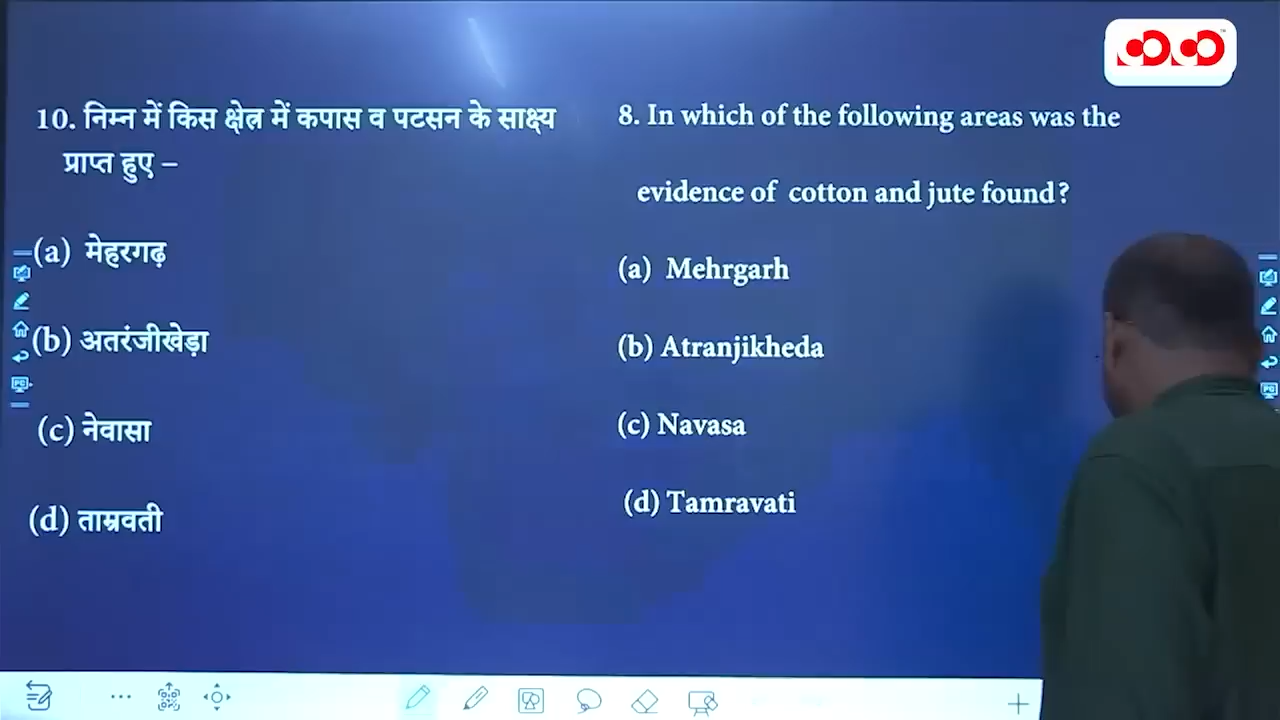 10. निम्न में किस क्षेत्र में कपास व पटसन के साक्ष्य
प्राप्त हुए –
(a) मेहरगढ़
(b) अतरंजीखेड़ा
(c) नेवासा
(d) ताम्रवती
8. In which of the following areas was the
evidence of cotton and jute found?
(a) Mehrgarh
(b) Atranjikheda
(c) Navasa
(d) Tamravati